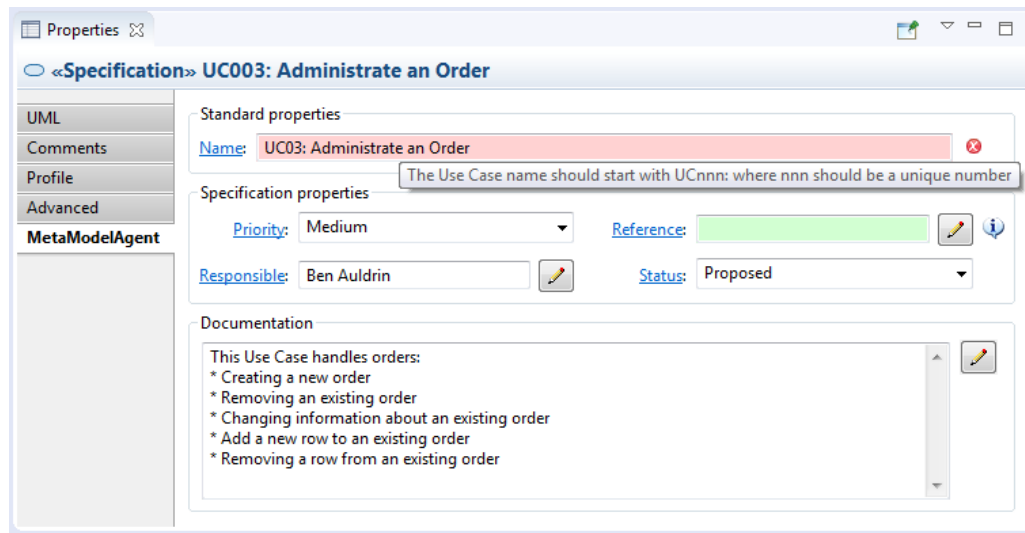 Properties
«Specification» UC003: Administrate an Order
UML
Comments
Profile
Advanced
MetaModelAgent
Standard properties
Name: UC03: Administrate an Order
The Use Case name should start with UCnnn: where nnn should be a unique number
Specification properties
Priority: Medium Reference:
Responsible: Ben Auldrin Status: Proposed
Documentation
This Use Case handles orders:
* Creating a new order
* Removing an existing order
* Changing information about an existing order
* Add a new row to an existing order
* Removing a row from an existing order